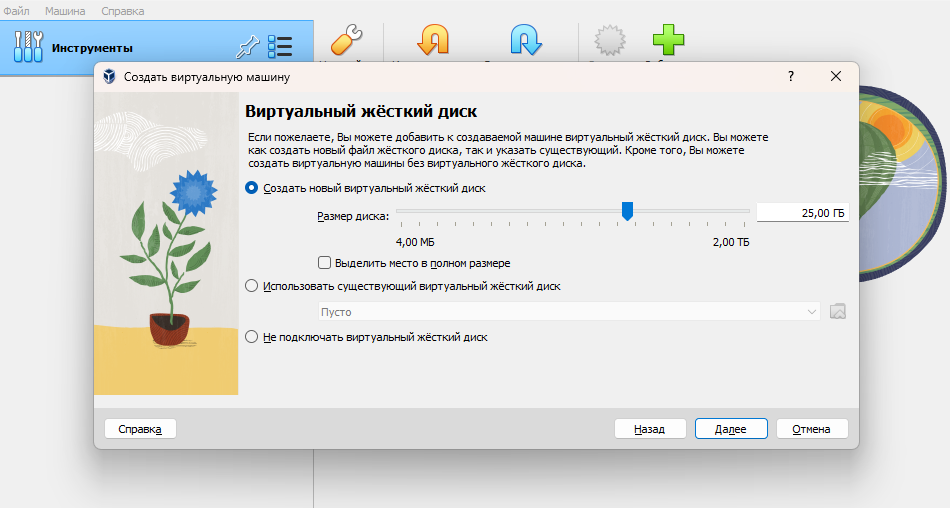 Файл Машина Справка
Инструменты
Создать виртуальную машину
?
Виртуальный жёсткий диск
Если пожелаете, Вы можете добавить к создаваемой машине виртуальный жёсткий диск. Вы можете
как создать новый файл жёсткого диска, так и указать существующий. Кроме того, Вы можете
создать виртуальную машины без виртуального жёсткого диска.
Создать новый виртуальный жёсткий диск
Размер диска:
25,00 ГБ
4,00 МБ 2,00 ТБ
Выделить место в полном размере
Использовать существующий виртуальный жёсткий диск
Пусто
Не подключать виртуальный жёсткий диск
Справка Назад Далее Отмена